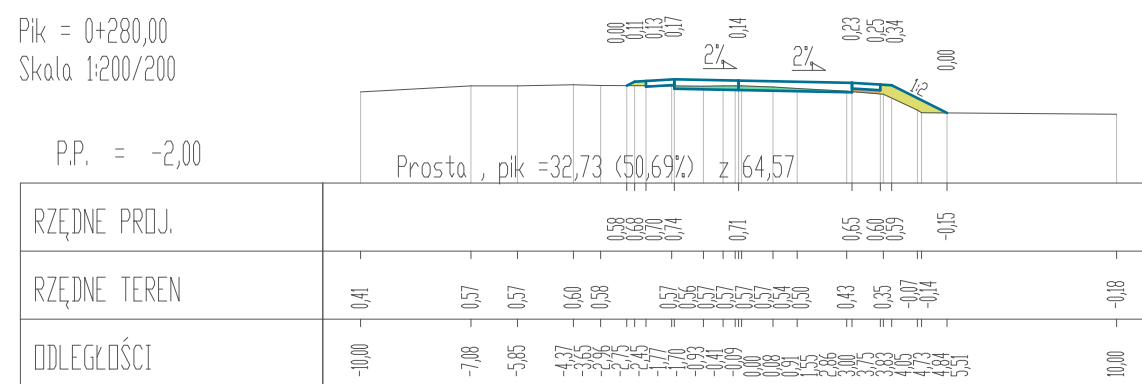 Pik = 0+280,00
Skala 1:200/200
0,00 0,11 0,13 0,17 0,14 0,23 0,25 0,34 0,00
2% 2% 1:2
P.P. = -2,00
Prosta , pik =32,73 (50,69%) z 64,57
RZĘDNE PROJ. 0,58 0,68 0,70 0,74 0,71 0,65 0,60 0,59 -0,15
RZĘDNE TEREN 0,41 0,57 0,57 0,60 0,58 0,57 0,56 0,57 0,57 0,57 0,57 0,54 0,50 0,43 0,35 -0,07 -0,14 -0,18
ODLEGŁOŚCI -10,00 -7,08 -5,85 -4,37 -3,65 -2,96 -2,75 -2,45 -1,77 -1,70 -0,93 -0,41 -0,09 0,00 0,08 0,91 1,55 2,86 3,00 3,75 3,83 4,05 4,73 4,84 5,51 10,00